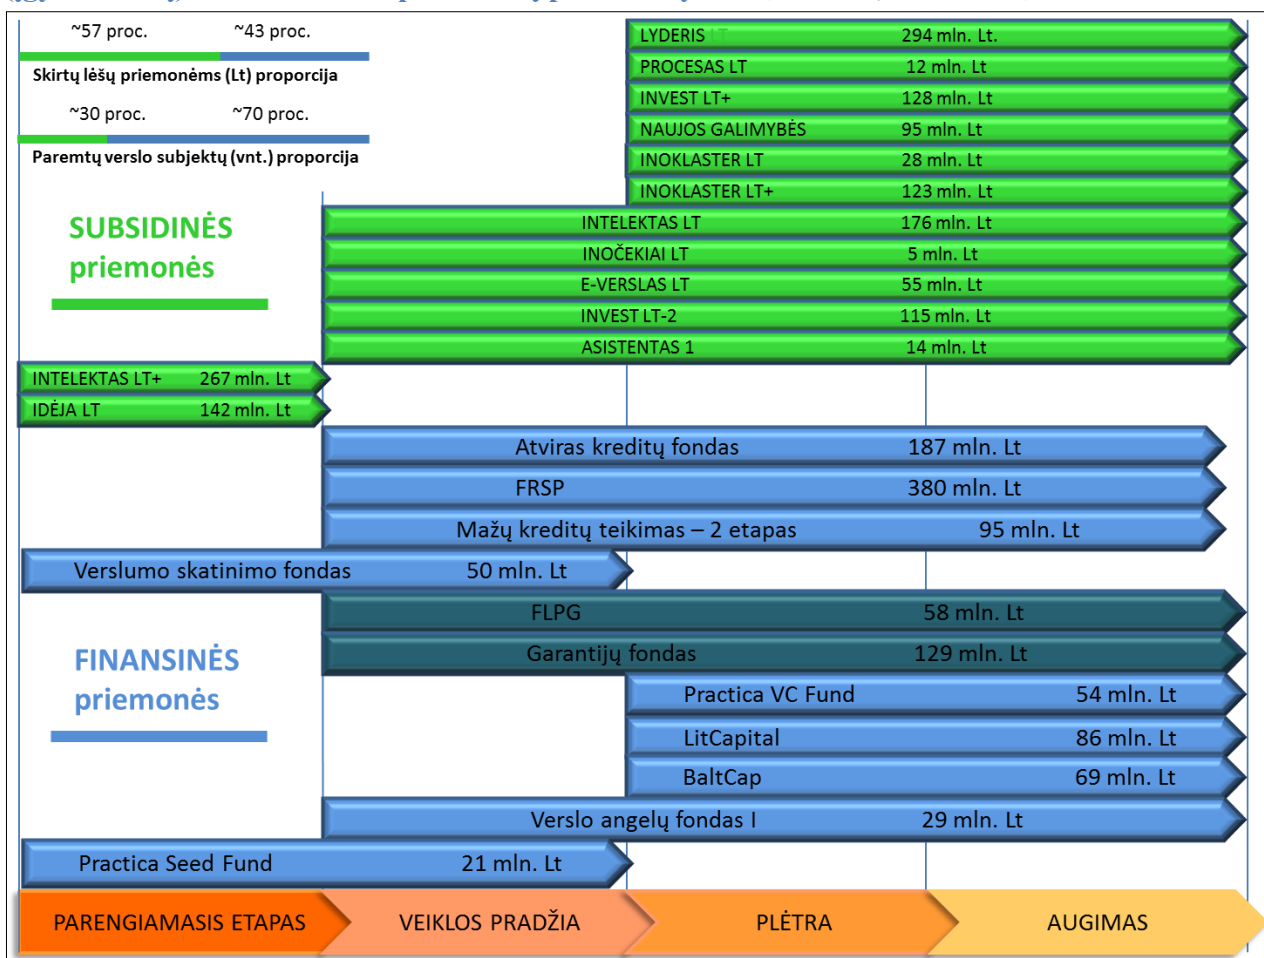 ~57 proc. ~43 proc.
Skirtų lėšų priemonėms (Lt) proporcija
~30 proc. ~70 proc.
Paremtų verslo subjektų (vnt.) proporcija
LYDERIS LT 294 mln. Lt.
PROCESAS LT 12 mln. Lt
INVEST LT+ 128 mln. Lt
NAUJOS GALIMYBĖS 95 mln. Lt
INOKLASTER LT 28 mln. Lt
INOKLASTER LT+ 123 mln. Lt
SUBSIDINĖS
priemonės
INTELEKTAS LT 176 mln. Lt
INOČEKIAI LT 5 mln. Lt
E-VERSLAS LT 55 mln. Lt
INVEST LT-2 115 mln. Lt
ASISTENTAS 1 14 mln. Lt
INTELEKTAS LT+ 267 mln. Lt
IDĖJA LT 142 mln. Lt
Atviras kreditų fondas 187 mln. Lt
FRSP 380 mln. Lt
Mažų kreditų teikimas – 2 etapas 95 mln. Lt
Verslumo skatinimo fondas 50 mln. Lt
FLPG 58 mln. Lt
Garantijų fondas 129 mln. Lt
FINANSINĖS
priemonės
Practica VC Fund 54 mln. Lt
LitCapital 86 mln. Lt
BaltCap 69 mln. Lt
Verslo angelų fondas I 29 mln. Lt
Practica Seed Fund 21 mln. Lt
PARENGIAMASIS ETAPAS VEIKLOS PRADŽIA PLĖTRA AUGIMAS